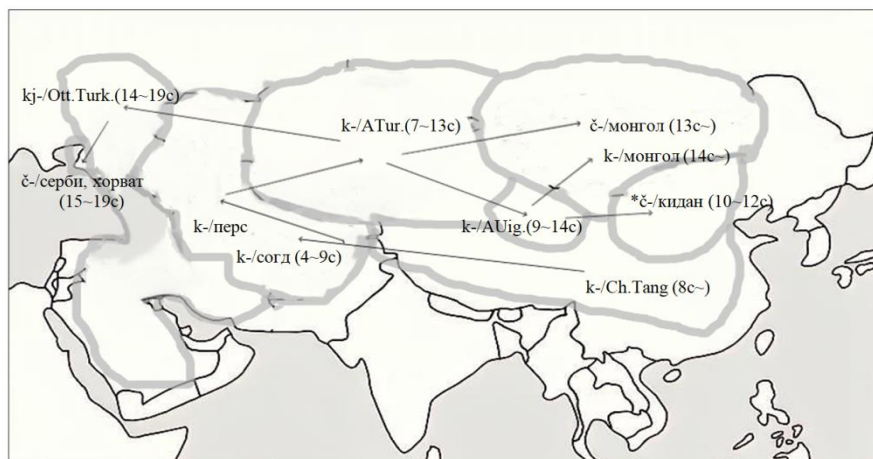 kj-/Ott.Turk.(14~19c)
k-/ATur.(7~13c)
č-/монгол (13c~)
k-/монгол (14c~)
č-/серби, хорват
(15~19c)
*č-/кидан (10~12c)
k-/перс
k-/AUig.(9~14c)
k-/согд (4~9c)
k-/Ch.Tang (8c~)